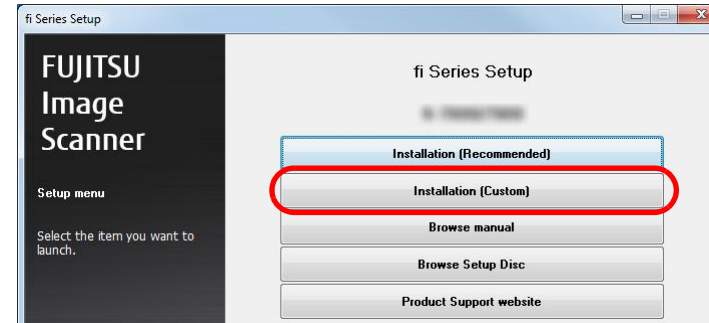 fi Series Setup
FUJITSU
Image
Scanner
Setup menu
Select the item you want to
launch.
fi Series Setup
Installation (Recommended)
Installation (Custom)
Browse manual
Browse Setup Disc
Product Support website